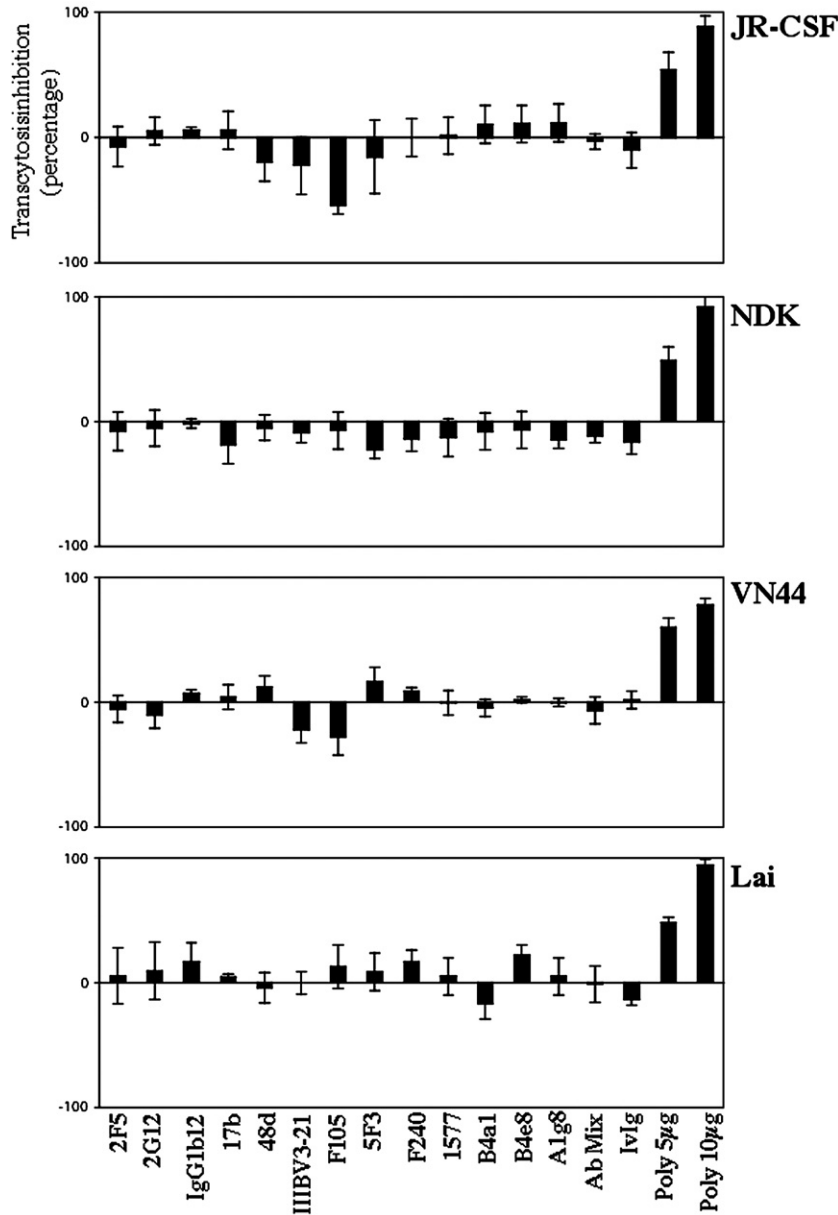 Transcytosisinhibition
(percentage)
100
0
-100
JR-CSF
100
0
-100
NDK
100
0
-100
VN44
100
0
-100
Lai
2F5
2G12
IgG1b12
17b
48d
IIIBV3-21
F105
5F3
F240
1577
B4a1
B4e8
A1g8
Ab Mix
IvIg
Poly 5µg
Poly 10µg